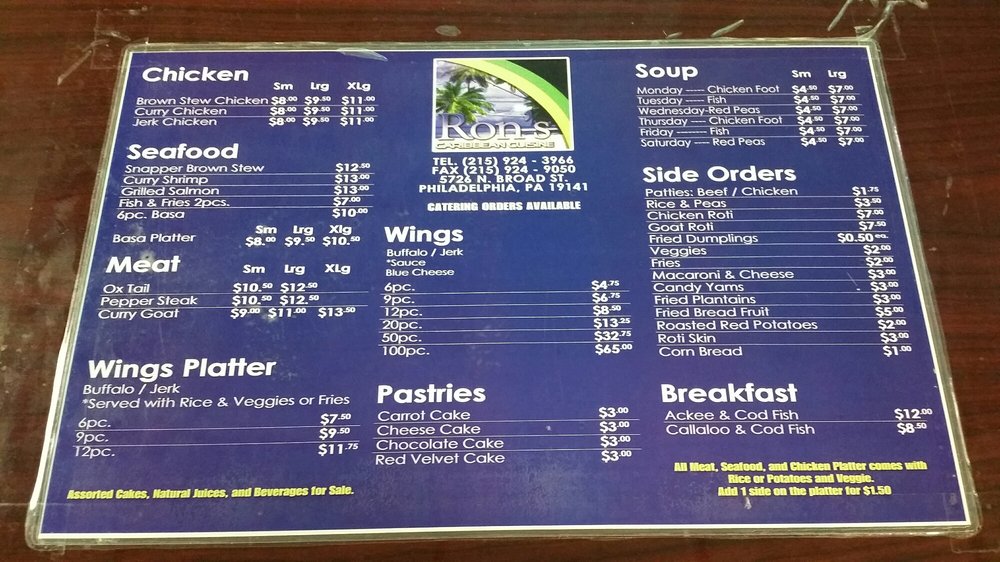 Chicken
Sm Lrg XLg
Brown Stew Chicken $8.00 $9.50 $11.00
Curry Chicken $8.00 $9.50 $11.00
Jerk Chicken $8.00 $9.50 $11.00
Seafood
Snapper Brown Stew $12.50
Curry Shrimp $13.00
Grilled Salmon $13.00
Fish & Fries 2pcs. $7.00
6pc. Basa $10.00
Sm Lrg Xlg
Basa Platter $8.00 $9.50 $10.50
Meat
Sm Lrg XLg
Ox Tail $10.50 $12.50
Pepper Steak $10.50 $12.50
Curry Goat $9.00 $11.00 $13.50
Wings Platter
Buffalo / Jerk
*Served with Rice & Veggies or Fries
6pc. $7.50
9pc. $9.50
12pc. $11.75
Assorted Cakes, Natural Juices, and Beverages for Sale.
Ron's
CARIBBEAN CUISINE
TEL. (215) 924 - 3966
FAX (215) 924 - 9050
5726 N. BROAD ST.
PHILADELPHIA, PA 19141
CATERING ORDERS AVAILABLE
Wings
Buffalo / Jerk
*Sauce
Blue Cheese
6pc. $4.75
9pc. $6.75
12pc. $8.50
20pc. $13.25
50pc. $32.75
100pc. $65.00
Pastries
Carrot Cake $3.00
Cheese Cake $3.00
Chocolate Cake $3.00
Red Velvet Cake $3.00
Soup
Sm Lrg
Monday ----- Chicken Foot $4.50 $7.00
Tuesday ----- Fish $4.50 $7.00
Wednesday-Red Peas $4.50 $7.00
Thursday ---- Chicken Foot $4.50 $7.00
Friday -------- Fish $4.50 $7.00
Saturday ---- Red Peas $4.50 $7.00
Side Orders
Patties: Beef / Chicken $1.75
Rice & Peas $3.50
Chicken Roti $7.00
Goat Roti $7.50
Fried Dumplings $0.50 ea.
Veggies $2.00
Fries $2.00
Macaroni & Cheese $3.00
Candy Yams $3.00
Fried Plantains $3.00
Fried Bread Fruit $5.00
Roasted Red Potatoes $2.00
Roti Skin $3.00
Corn Bread $1.00
Breakfast
Ackee & Cod Fish $12.00
Callaloo & Cod Fish $8.50
All Meat, Seafood, and Chicken Platter comes with
Rice or Potatoes and Veggie.
Add 1 side on the platter for $1.50